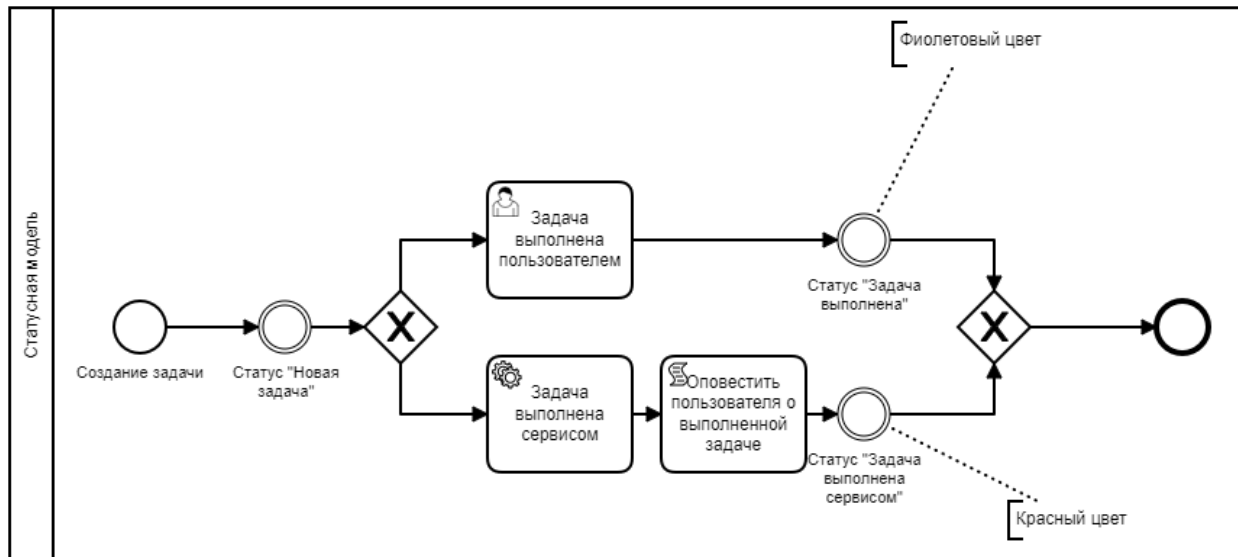 Статусная модель
Фиолетовый цвет
Задача
выполнена
пользователем
Статус "Задача
выполнена"
Создание задачи
Статус "Новая
задача"
Задача
выполнена
сервисом
Оповестить
пользователя о
выполненной
задаче
Статус "Задача
выполнена
сервисом"
Красный цвет